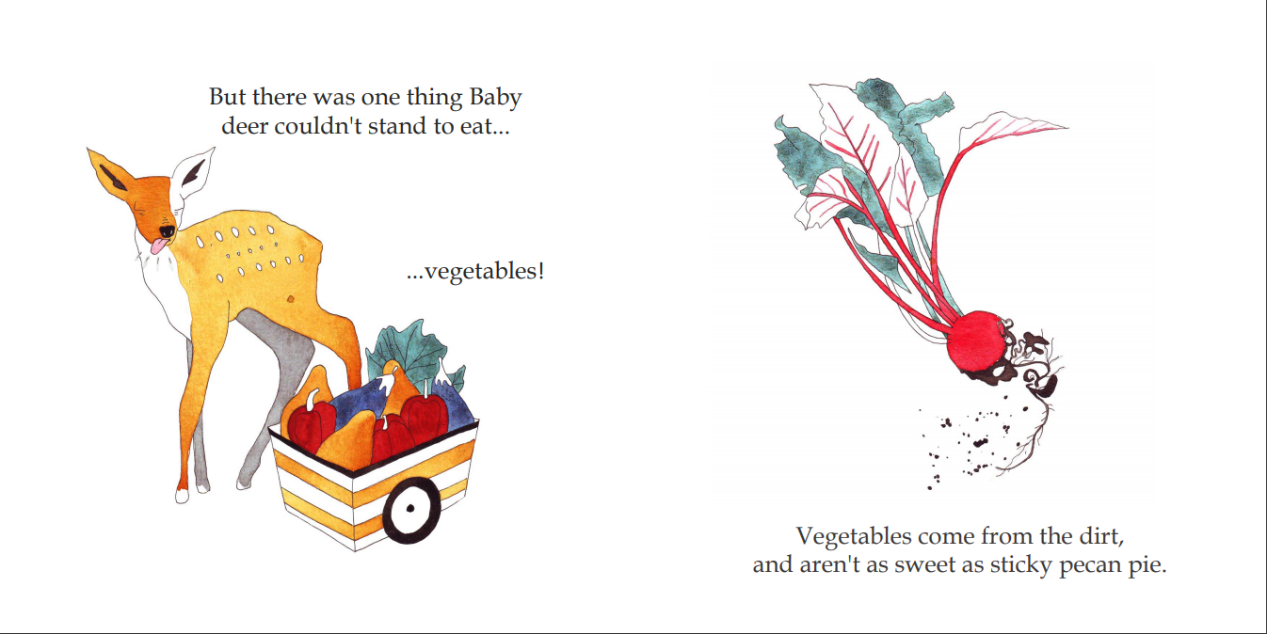 But there was one thing Baby
deer couldn't stand to eat...
...vegetables!
Vegetables come from the dirt,
and aren't as sweet as sticky pecan pie.